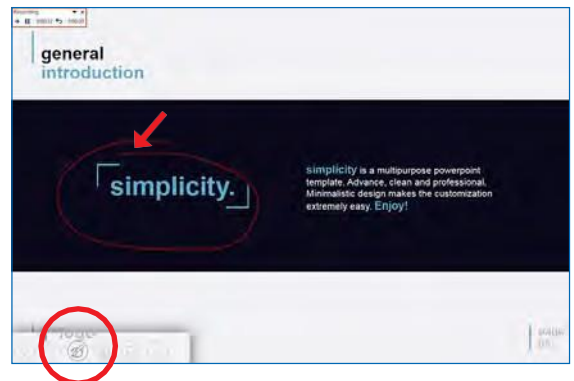 Recording
general
introduction
simplicity.
simplicity is a multipurpose powerpoint
template. Advance, clean and professional.
Minimalistic design makes the customization
extremely easy. Enjoy!